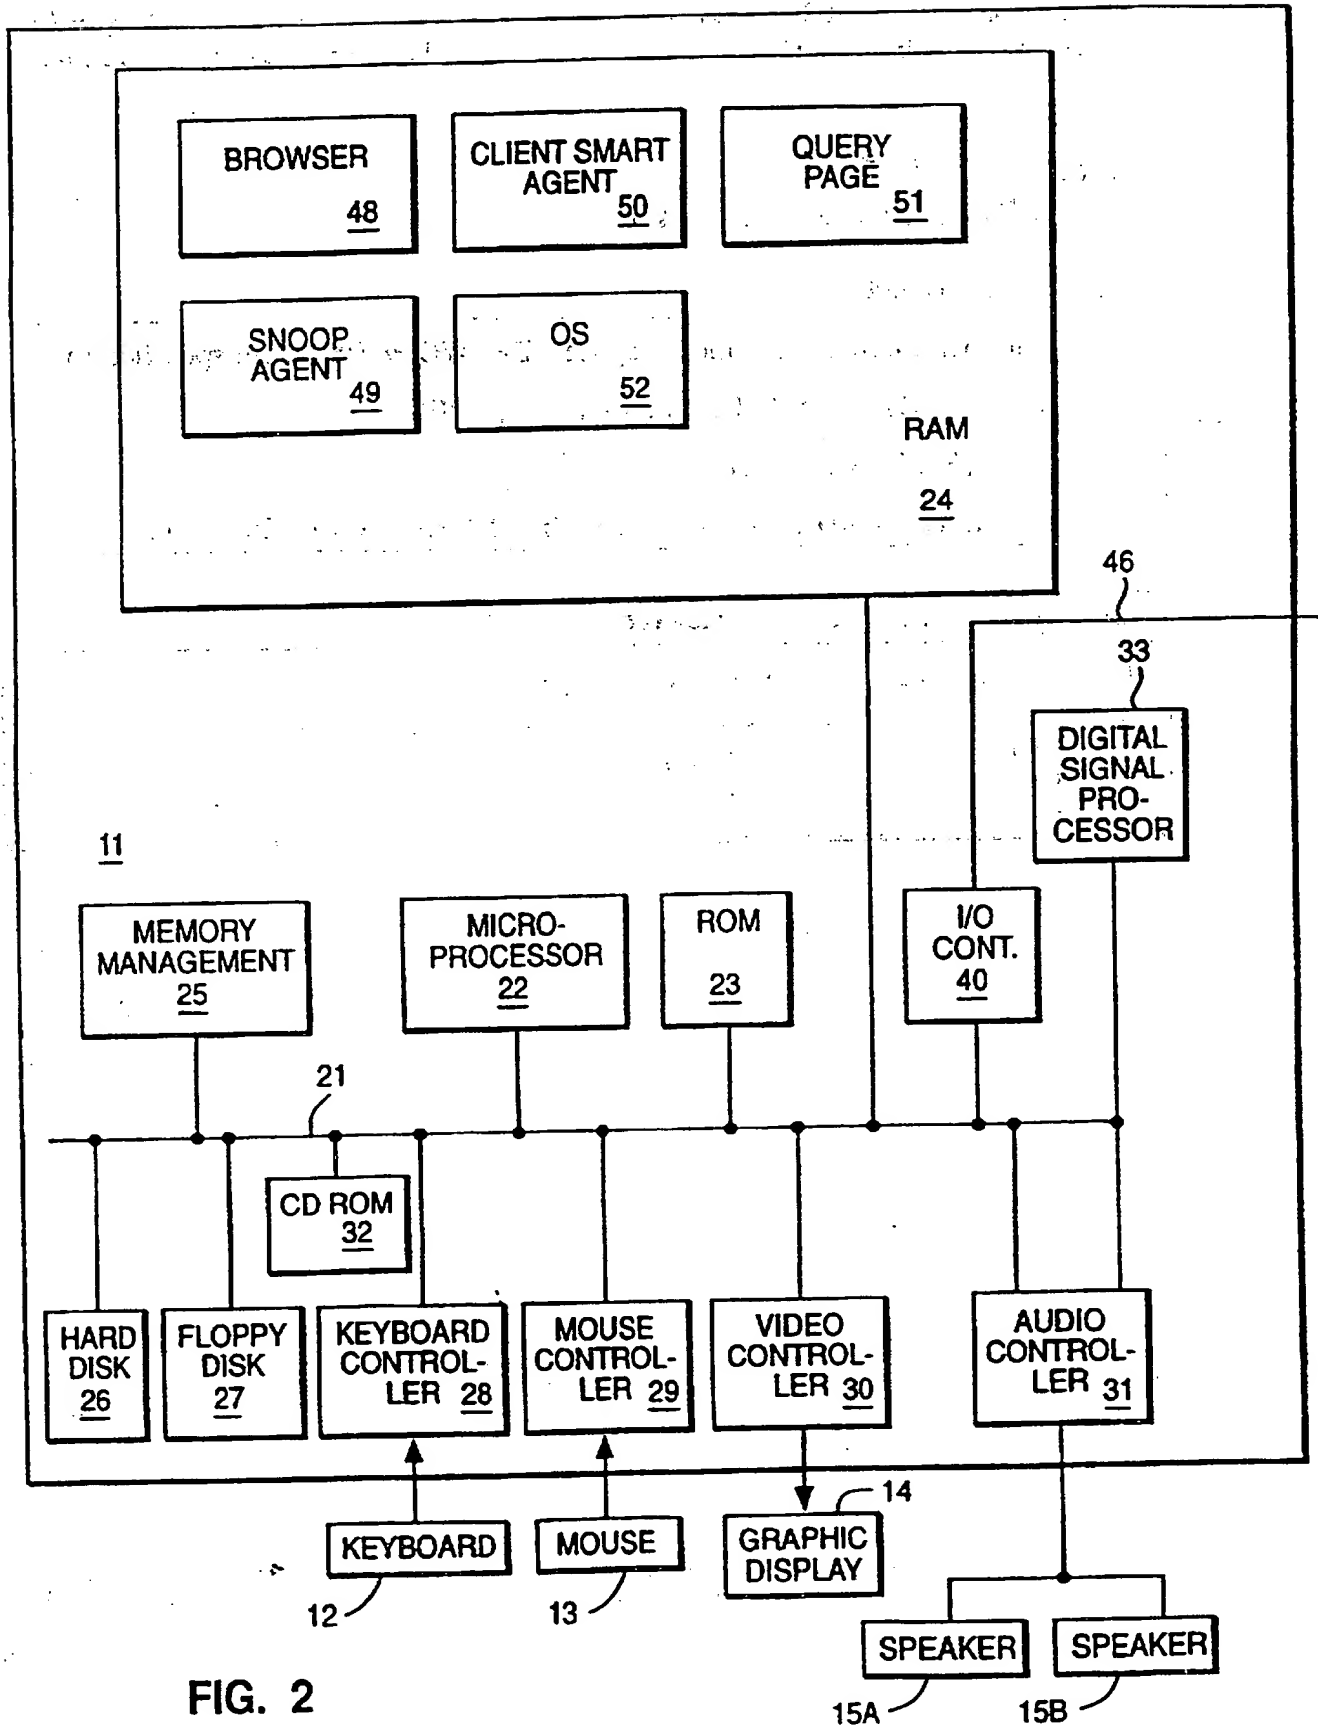 BROWSER
48
CLIENT SMART
AGENT
50
QUERY
PAGE
51
SNOOP
AGENT
49
OS
52
RAM
24
46
33
DIGITAL
SIGNAL
PRO-
CESSOR
11
MEMORY
MANAGEMENT
25
MICRO-
PROCESSOR
22
ROM
23
I/O
CONT.
40
21
CD ROM
32
HARD
DISK
26
FLOPPY
DISK
27
KEYBOARD
CONTROL-
LER 28
MOUSE
CONTROL-
LER 29
VIDEO
CONTROL-
LER 30
AUDIO
CONTROL-
LER 31
KEYBOARD
12
MOUSE
13
14
GRAPHIC
DISPLAY
SPEAKER
15A
SPEAKER
15B
FIG. 2